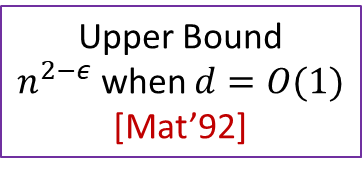 Upper Bound
n^{2-ϵ} when d = O(1)
[Mat'92]